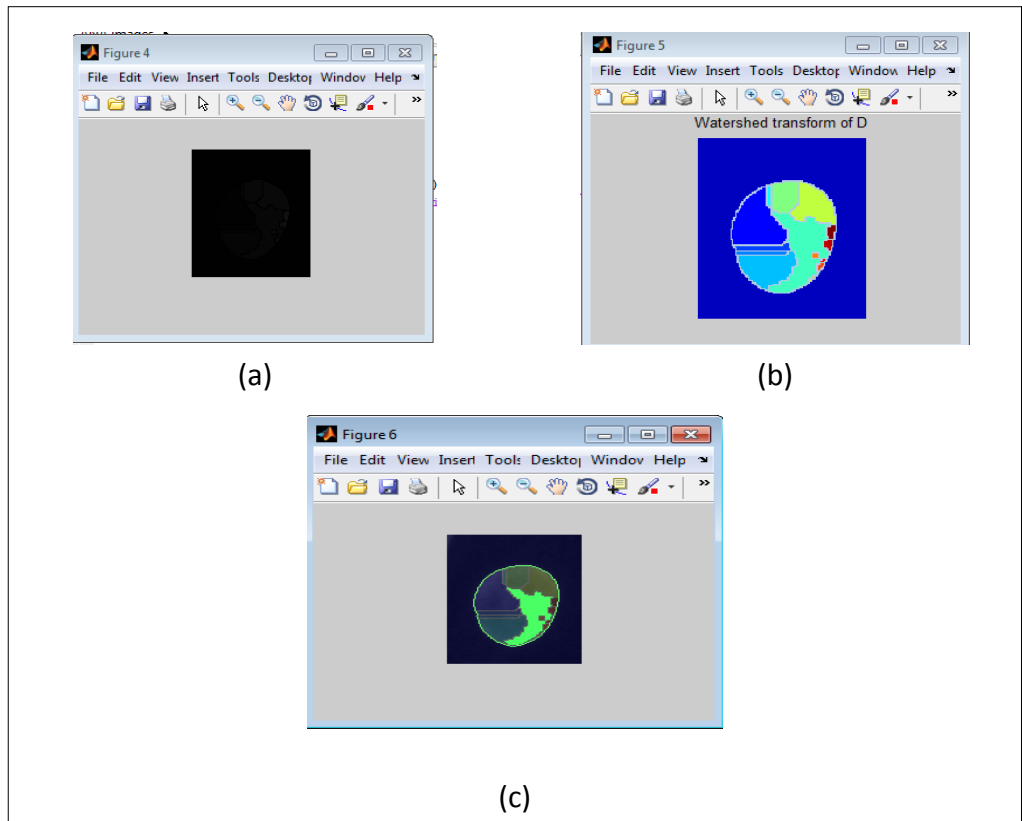 Figure 4
File Edit View Insert Tools Desktop Window Help
(a)
Figure 5
File Edit View Insert Tools Desktop Window Help
Watershed transform of D
(b)
Figure 6
File Edit View Insert Tools Desktop Window Help
(c)